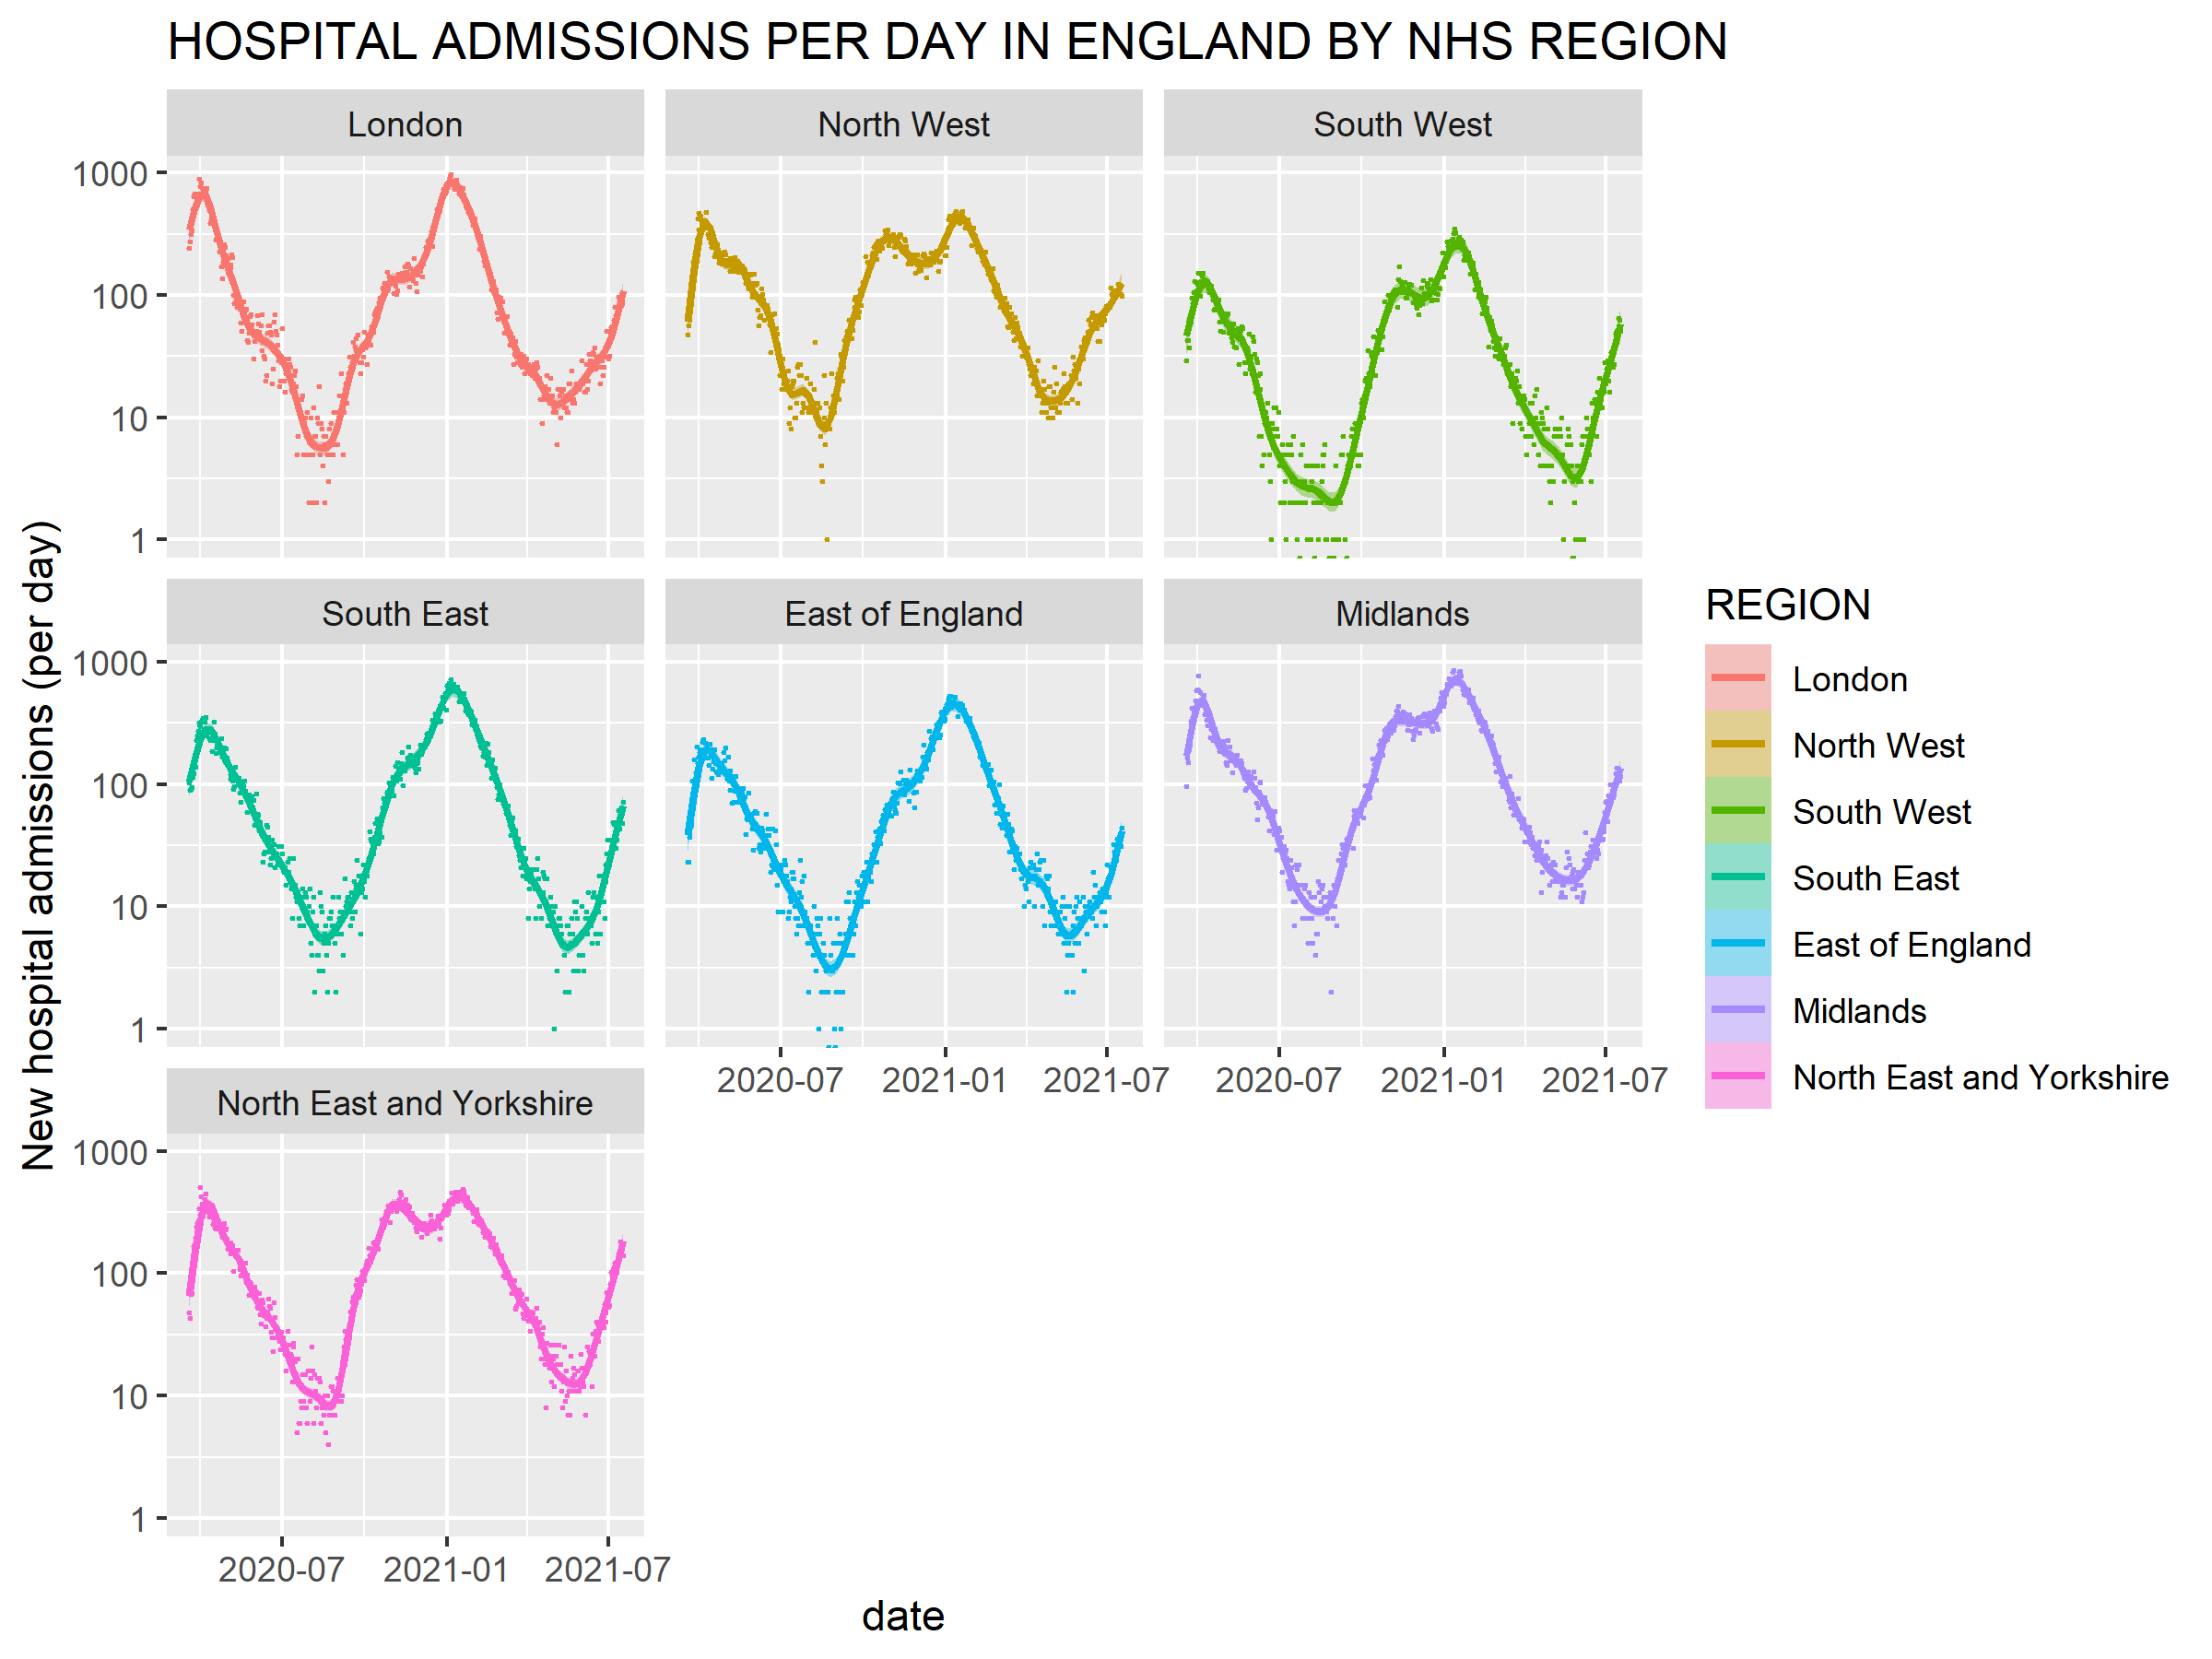 HOSPITAL ADMISSIONS PER DAY IN ENGLAND BY NHS REGION
London
North West
South West
1000
100
10
1
South East
East of England
Midlands
1000
100
10
1
2020-07
2021-01
2021-07
2020-07
2021-01
2021-07
North East and Yorkshire
1000
100
10
1
2020-07
2021-01
2021-07
date
New hospital admissions (per day)
REGION
London
North West
South West
South East
East of England
Midlands
North East and Yorkshire